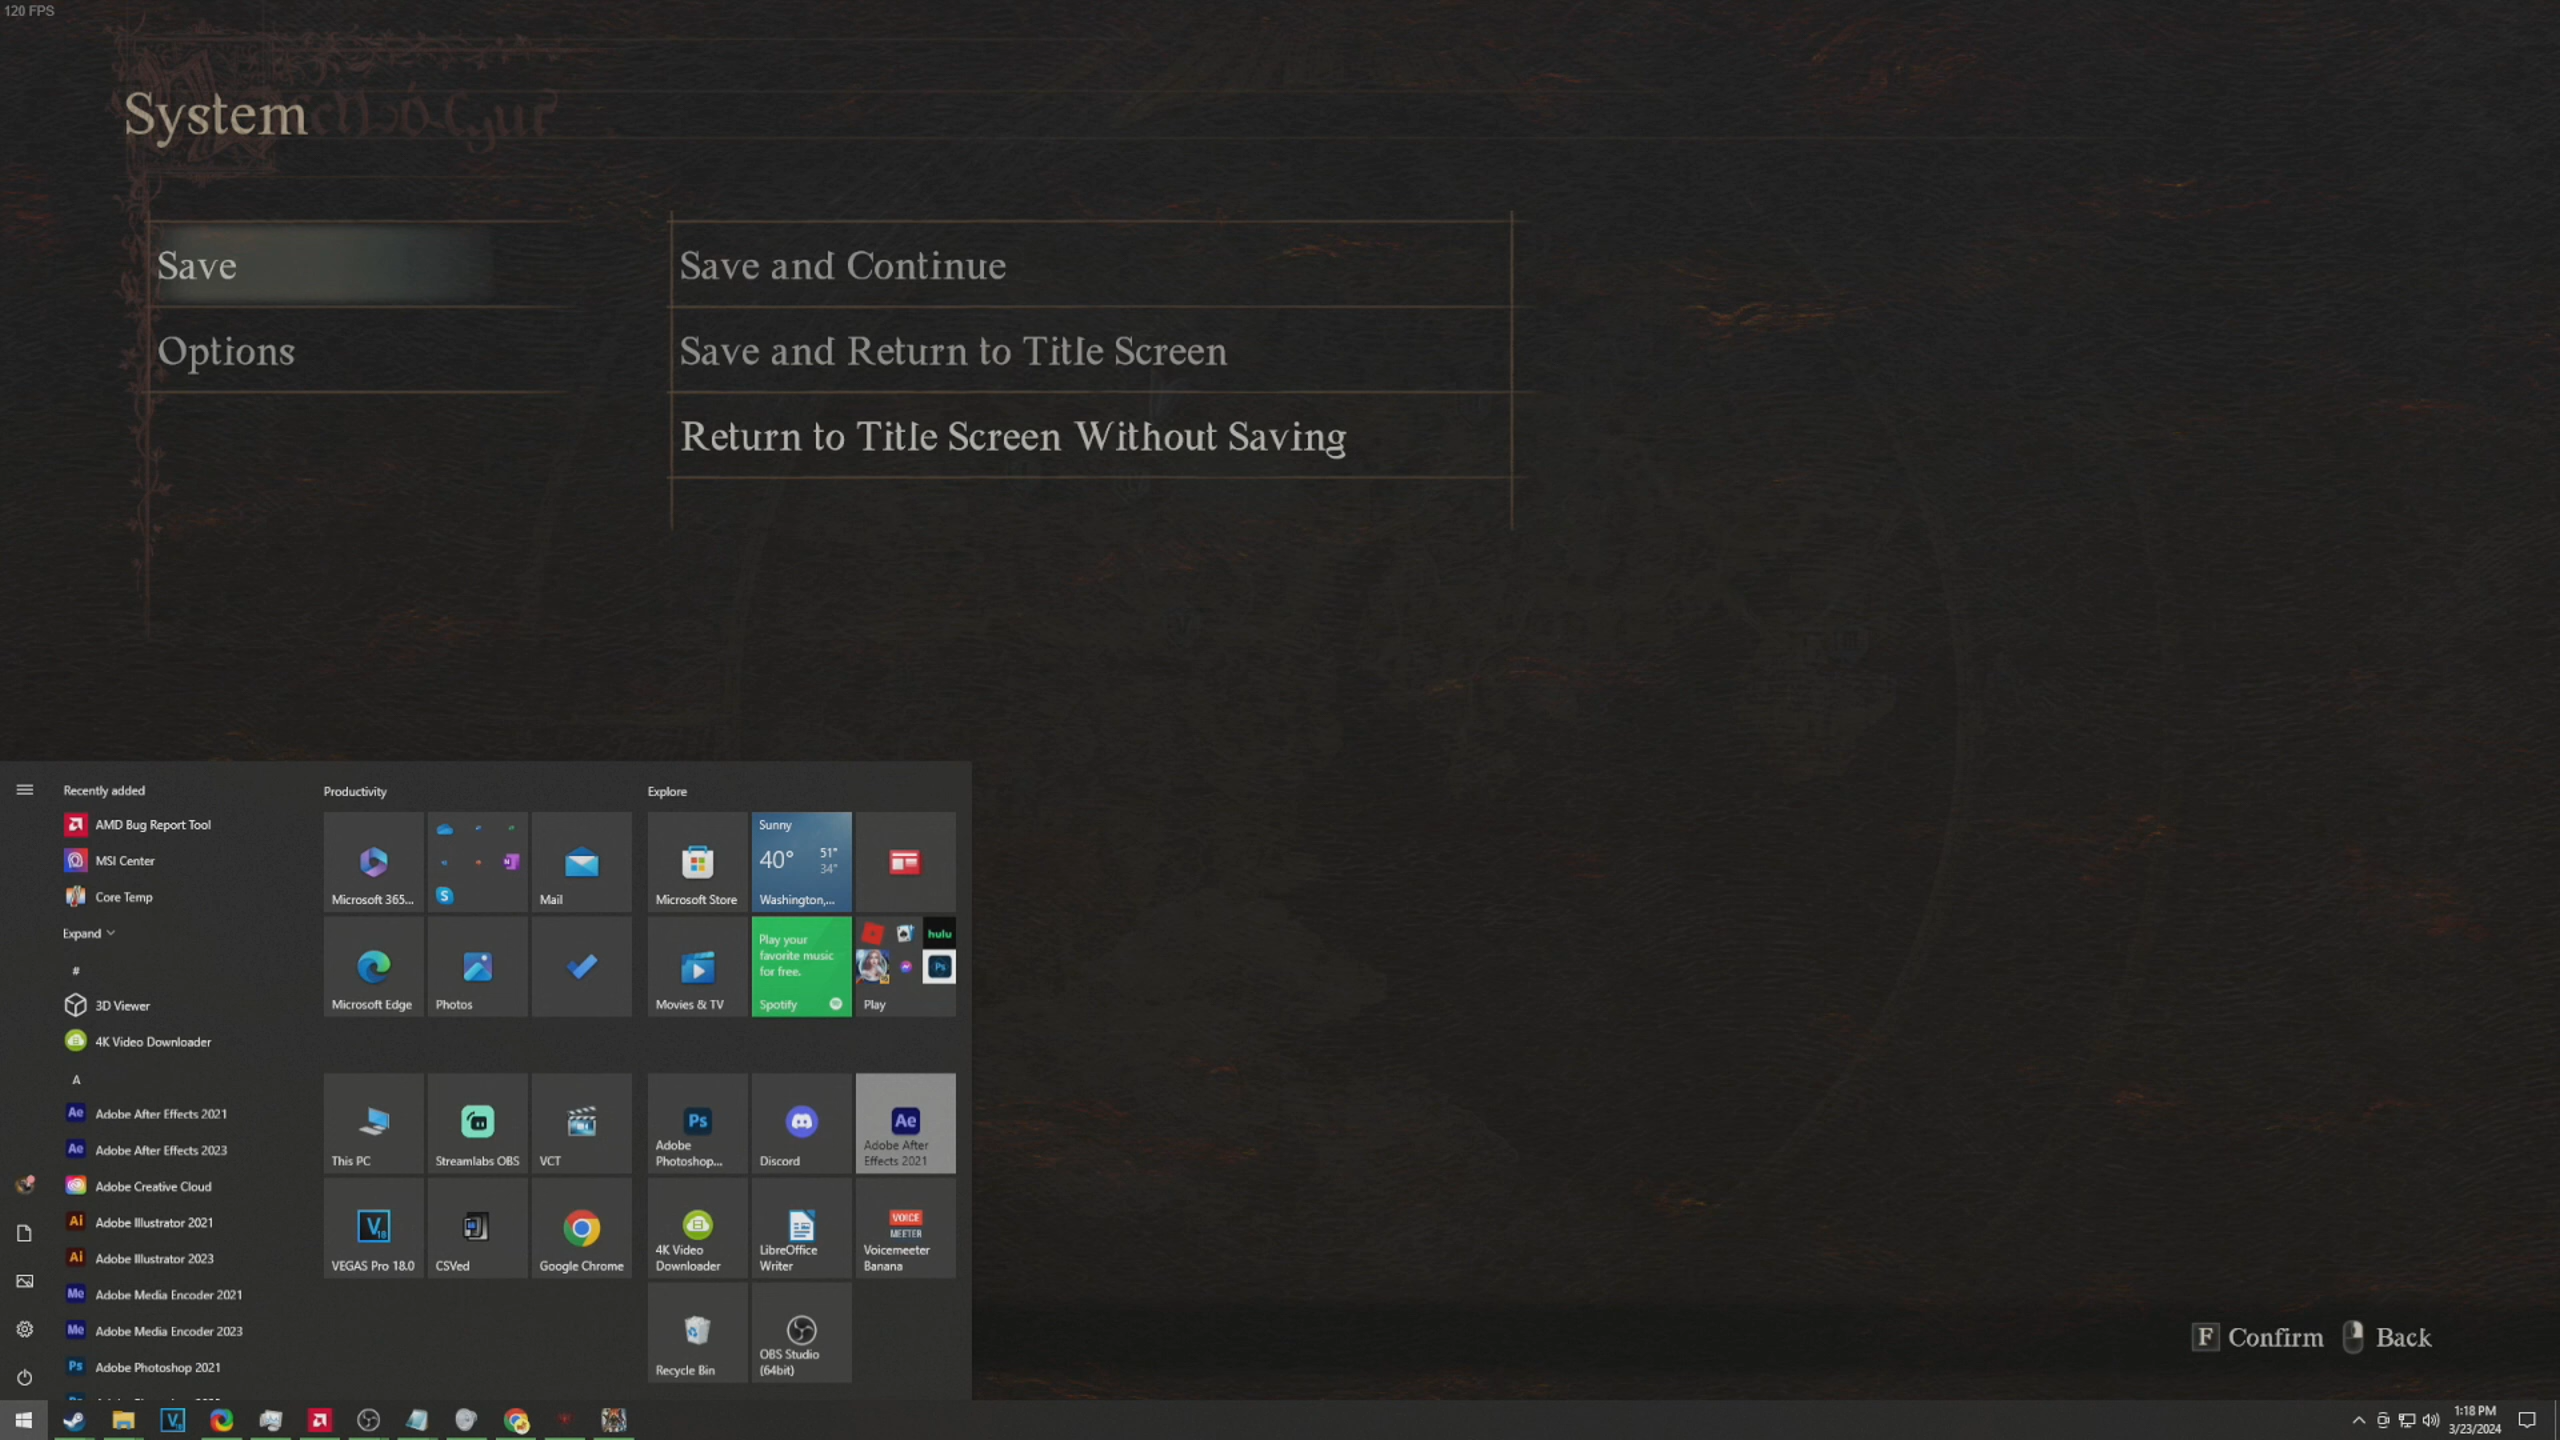 120 FPS
System
Save
Options
Save and Continue
Save and Return to Title Screen
Return to Title Screen Without Saving
Recently added
AMD Bug Report Tool
MSI Center
Core Temp
Expand
#
3D Viewer
4K Video Downloader
A
Adobe After Effects 2021
Adobe After Effects 2023
Adobe Creative Cloud
Adobe Illustrator 2021
Adobe Illustrator 2023
Adobe Media Encoder 2021
Adobe Media Encoder 2023
Adobe Photoshop 2021
Productivity
Microsoft 365...
Mail
Microsoft Edge
Photos
This PC
Streamlabs OBS
VCT
VEGAS Pro 18.0
CSVed
Google Chrome
Explore
Microsoft Store
Sunny
40°
51°
34°
Washington,...
Movies & TV
Play your
favorite music
for free.
Spotify
hulu
Ps
Play
Ps
Adobe
Photoshop...
Discord
Ae
Adobe After
Effects 2021
4K Video
Downloader
LibreOffice
Writer
VOICE
MEETER
Voicemeeter
Banana
Recycle Bin
OBS Studio
(64bit)
F Confirm
Back
1:18 PM
3/23/2024